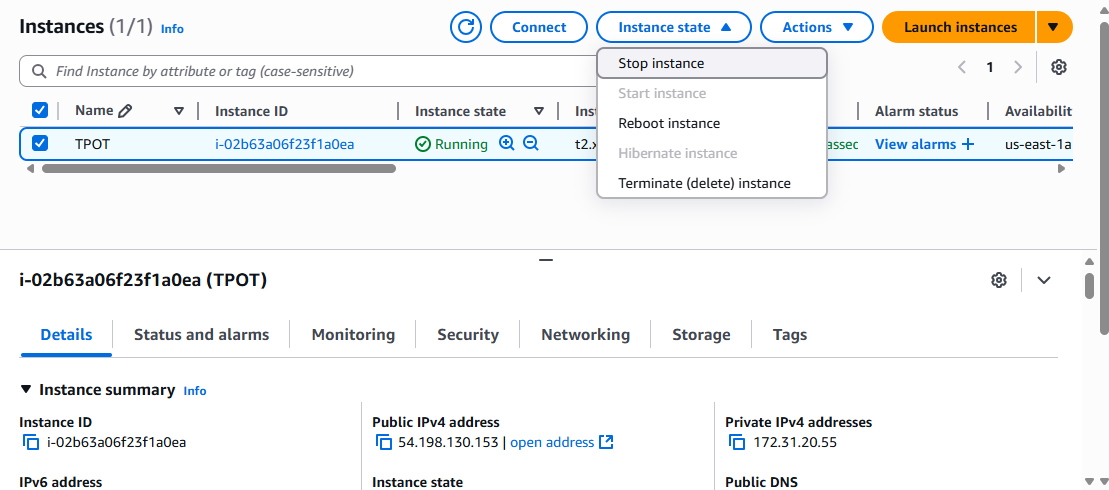 Instances (1/1) Info
Connect
Instance state
Actions
Launch instances
Find Instance by attribute or tag (case-sensitive)
1
Stop instance
Start instance
Reboot instance
Hibernate instance
Terminate (delete) instance
Name Instance ID Instance state Alarm status
TPOT i-02b63a06f23f1a0ea Running View alarms + us-east-1a
i-02b63a06f23f1a0ea (TPOT)
Details Status and alarms Monitoring Security Networking Storage Tags
Instance summary Info
Instance ID Public IPv4 address Private IPv4 addresses
i-02b63a06f23f1a0ea 54.198.130.153 | open address 172.31.20.55
IPv6 address Instance state Public DNS